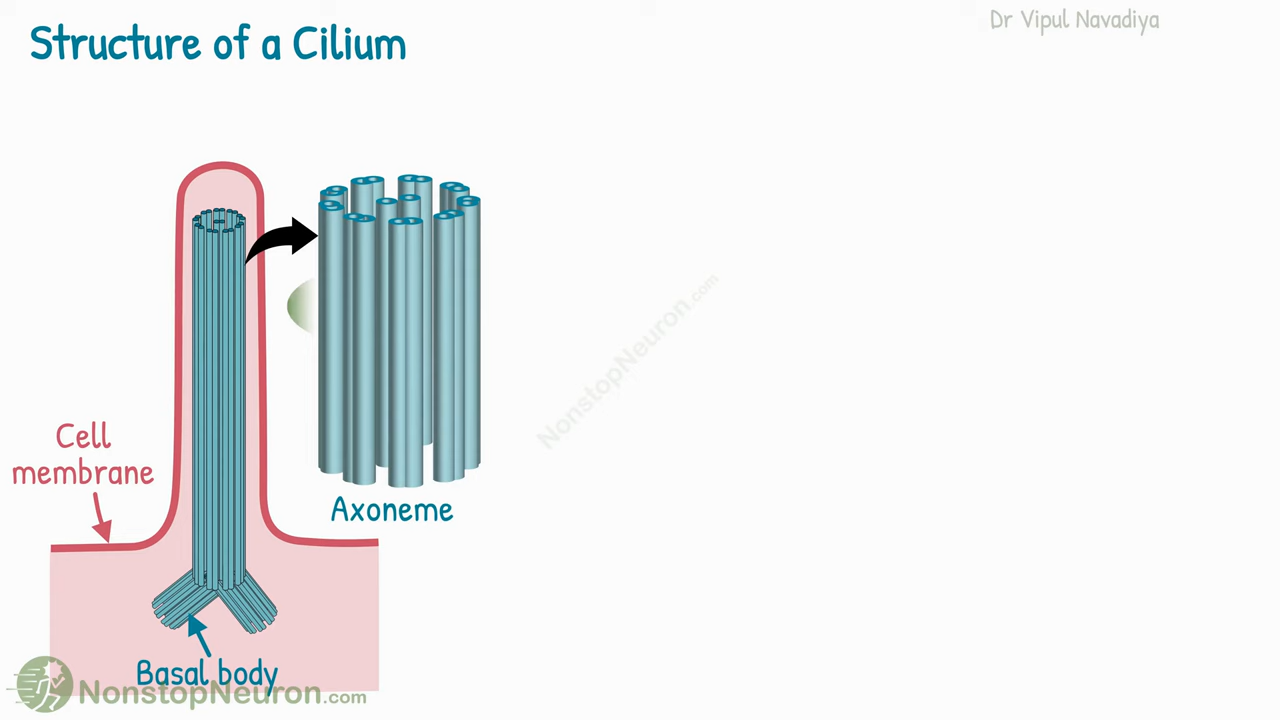 Structure of a Cilium
Dr Vipul Navadiya
NonstopNeuron.com
Cell
membrane
Axoneme
Basal body
NonstopNeuron.com